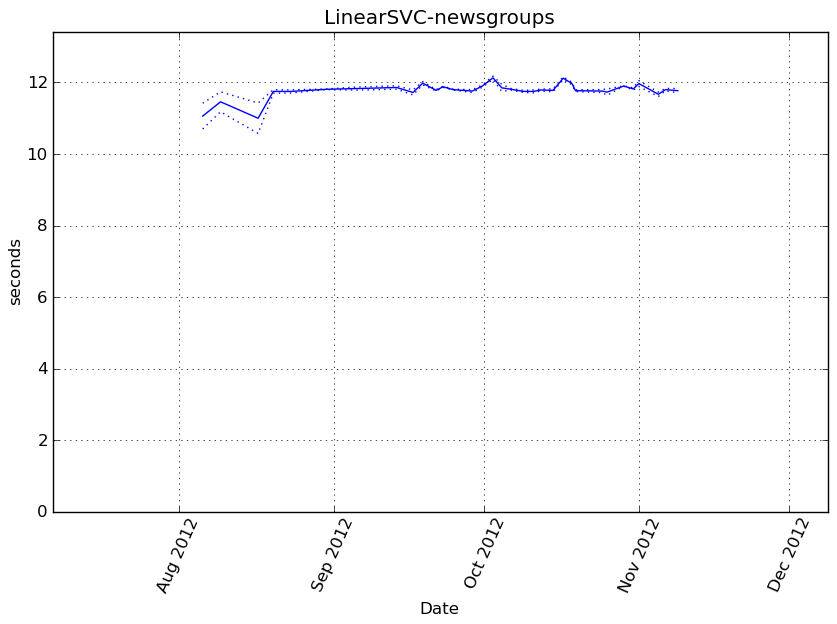 LinearSVC-newsgroups
12
10
8
6
4
2
0
seconds
Aug 2012
Sep 2012
Oct 2012
Nov 2012
Dec 2012
Date